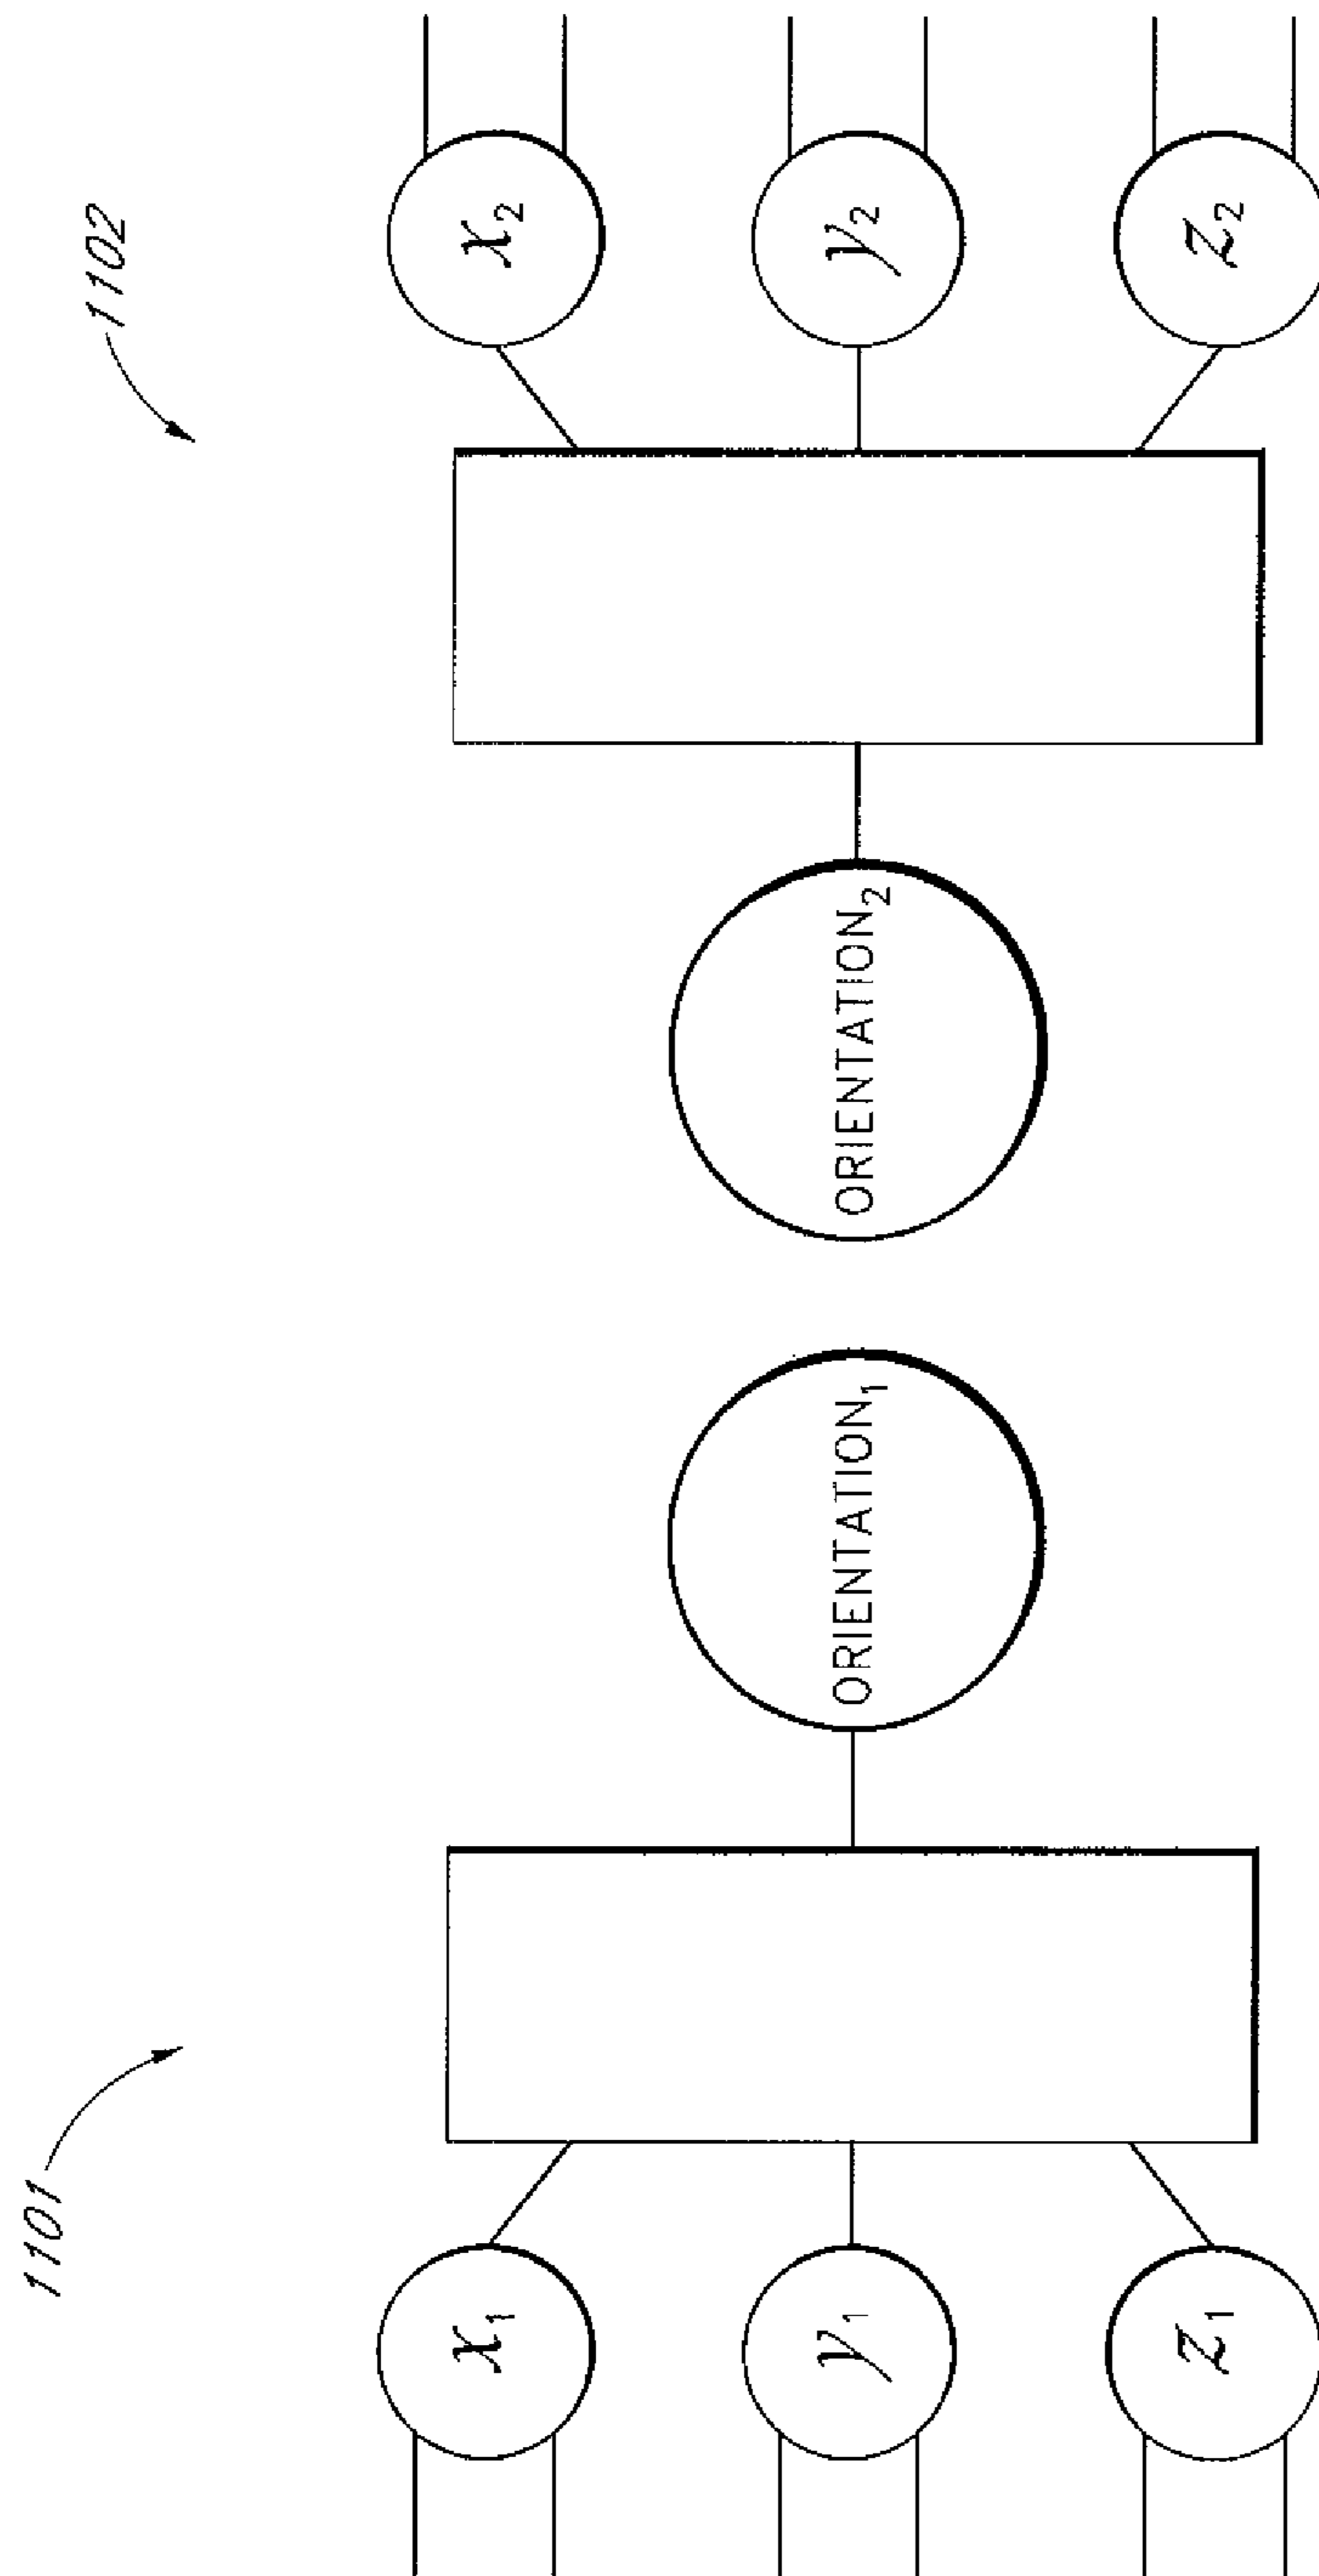 1101
1102
x₁
y₁
z₁
ORIENTATION₁
ORIENTATION₂
x₂
y₂
z₂